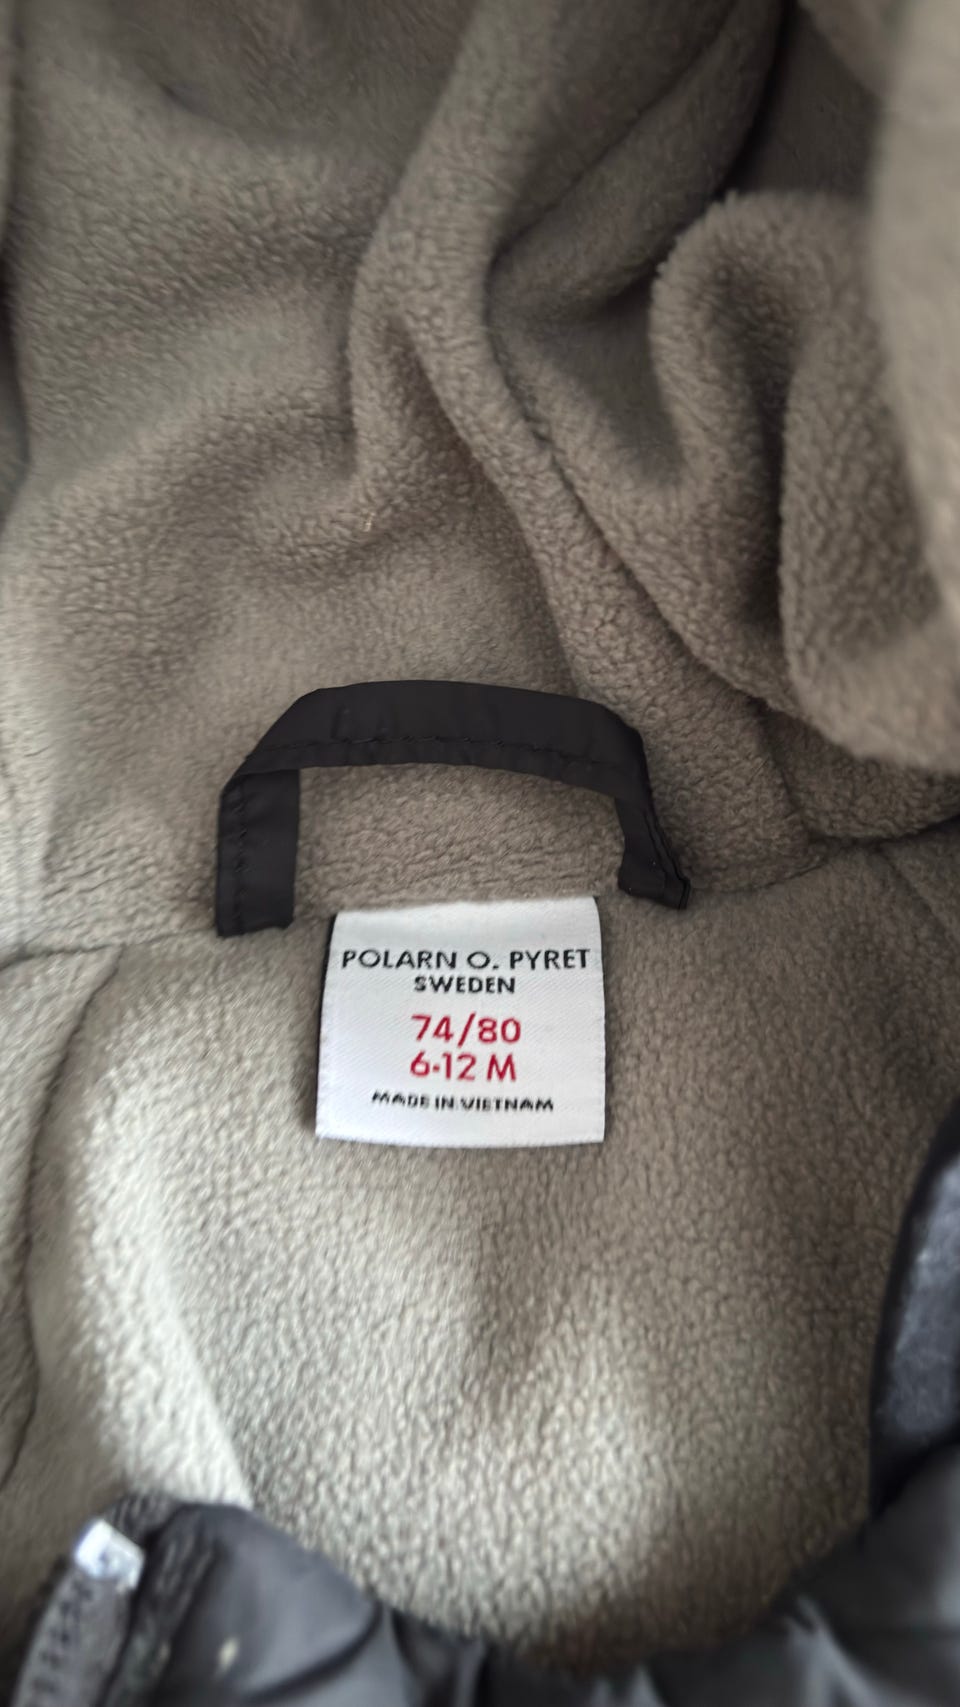 POLARN O. PYRET
SWEDEN
74/80
6-12 M
MADE IN VIETNAM